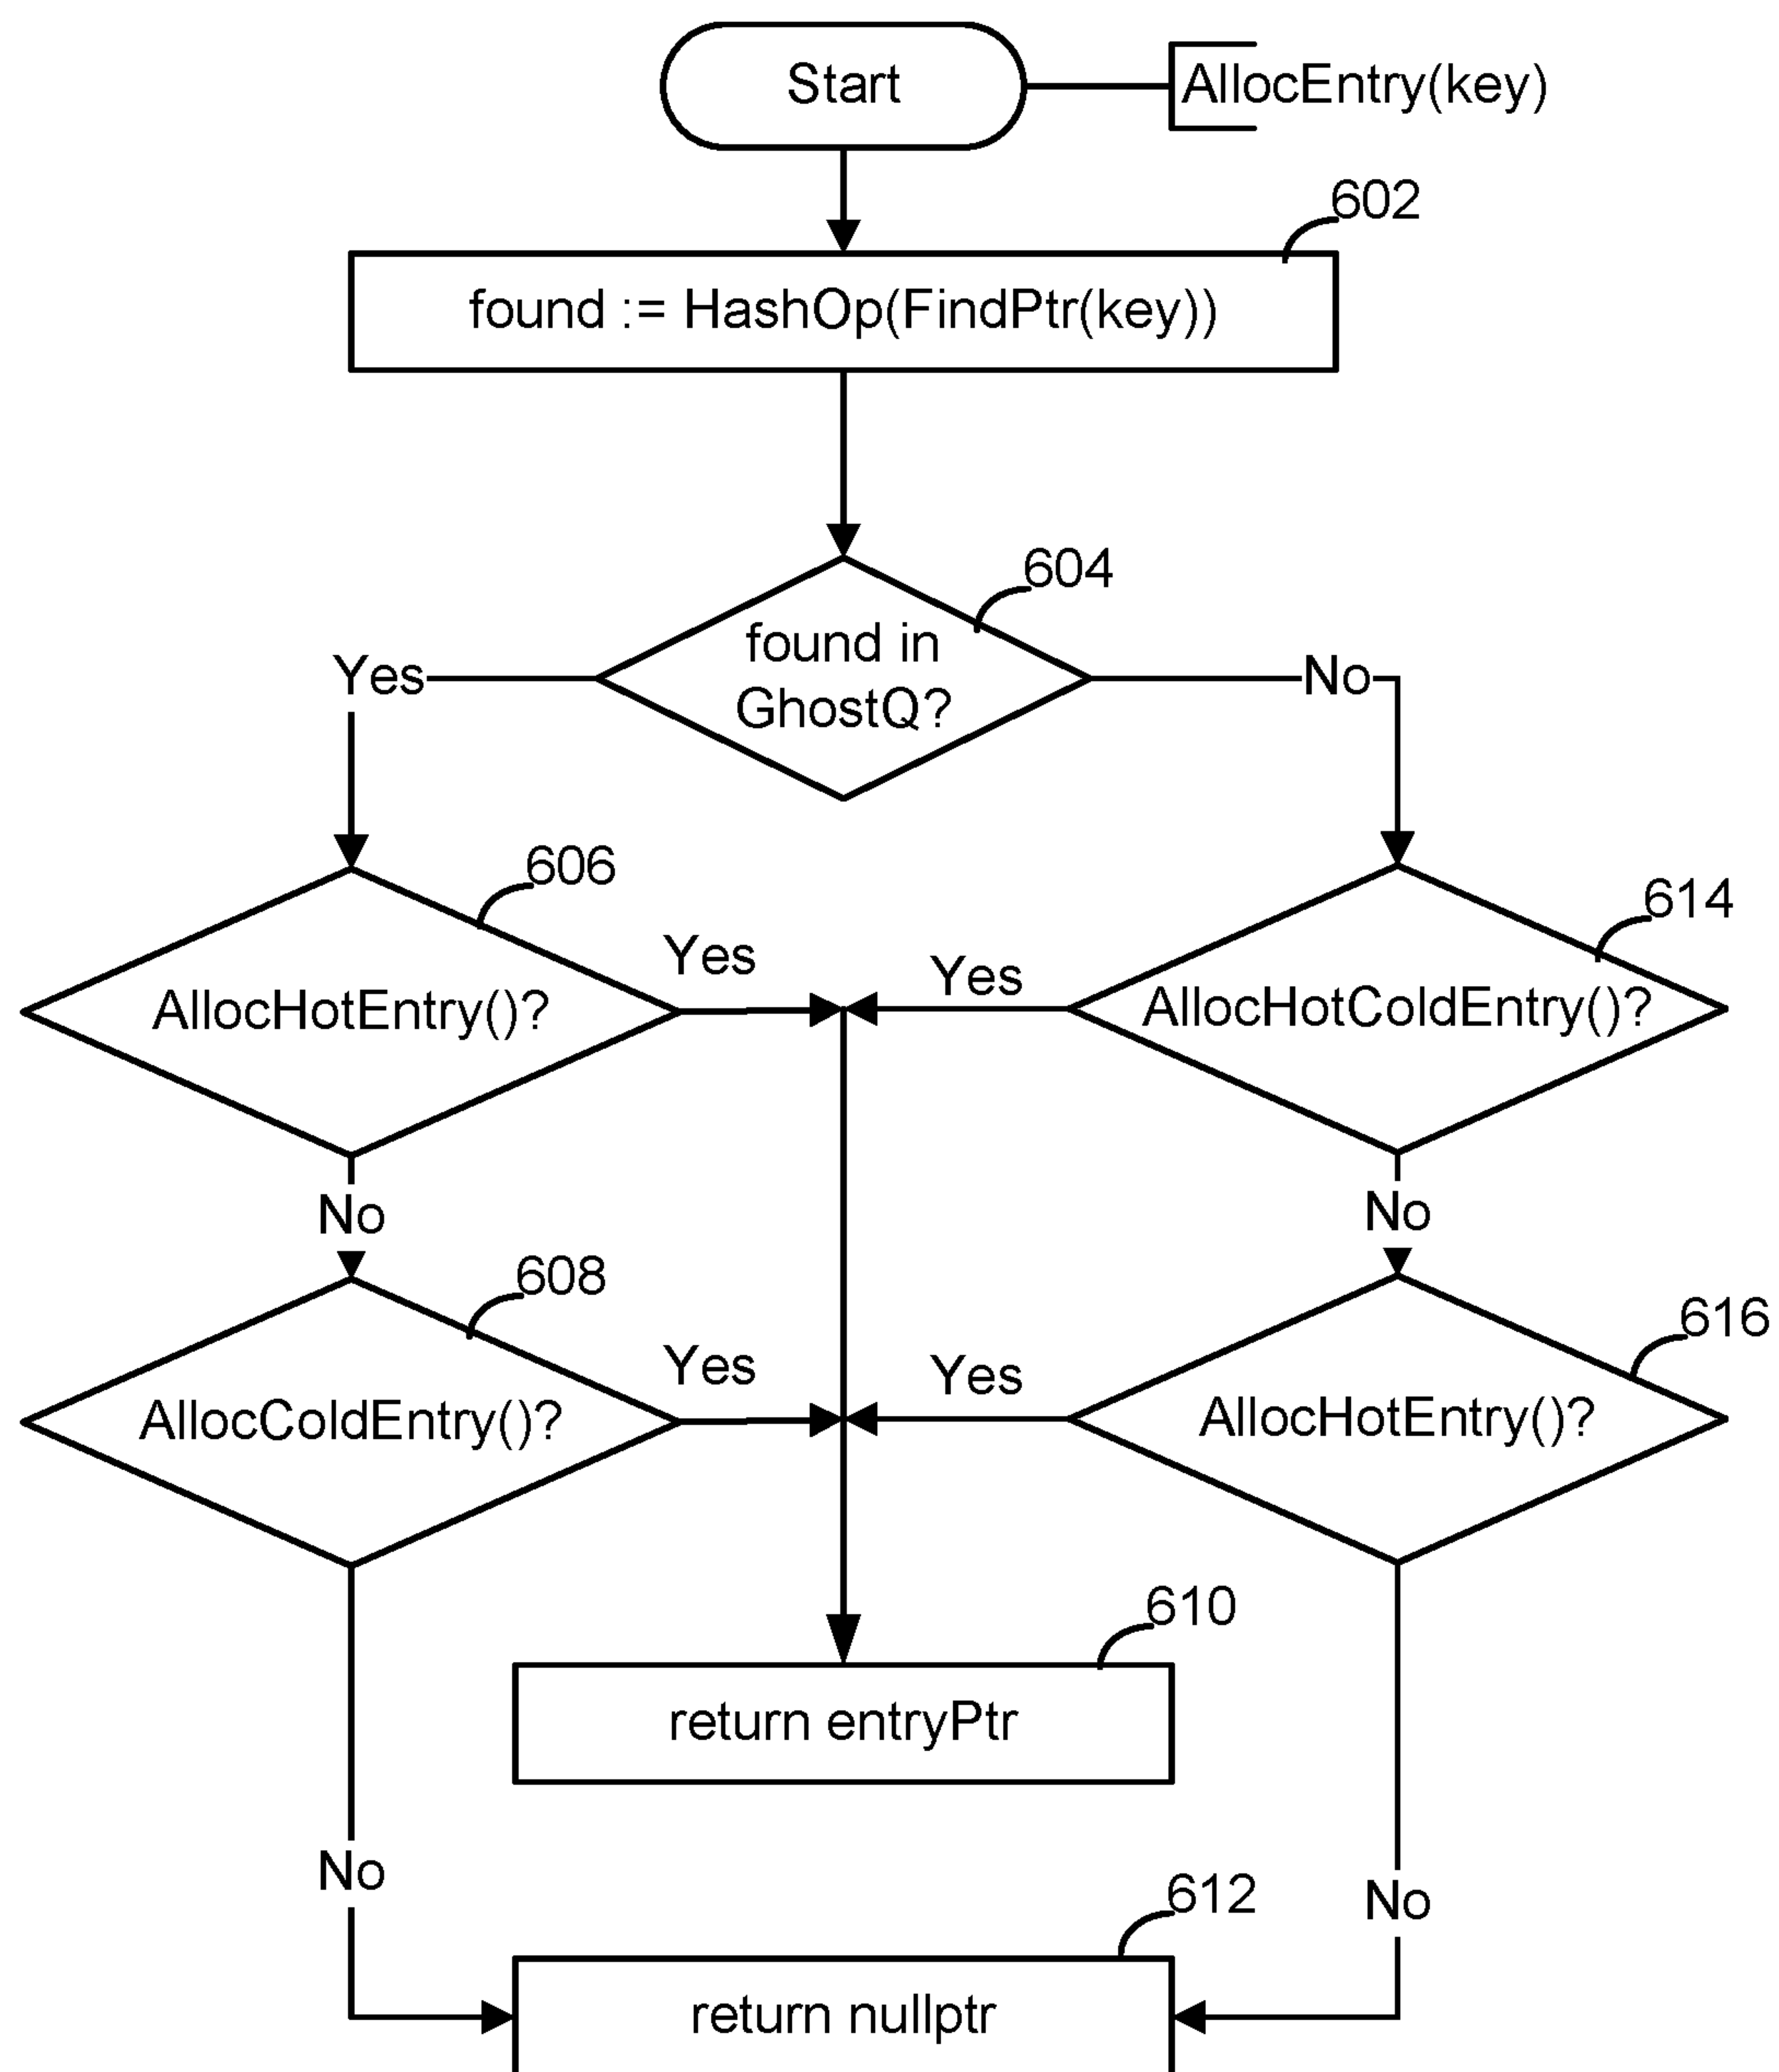 Start
AllocEntry(key)
602
found := HashOp(FindPtr(key))
604
found in
GhostQ?
Yes
No
606
614
AllocHotEntry()?
Yes
Yes
AllocHotColdEntry()?
No
No
608
616
AllocColdEntry()?
Yes
Yes
AllocHotEntry()?
610
return entryPtr
No
No
612
return nullptr